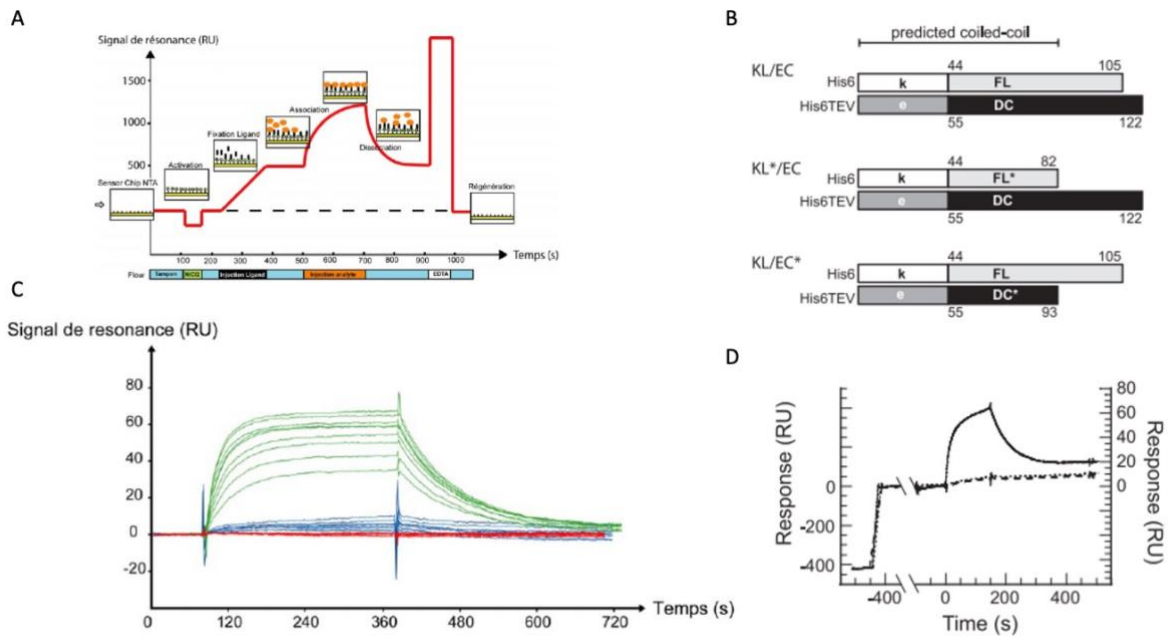 A
Signal de résonance (RU)
1500
1000
500
Sensor Chip NTA
Activation
Fixation Ligand
Association
Dissociation
Régénération
100 200 300 400 500 600 700 800 900 1000
Temps (s)
Flow
Tampon
NiCl2
Injection Ligand
Injection analyte
EDTA
B
predicted coiled-coil
KL/EC
44 105
His6 k FL
His6TEV e DC
55 122
KL*/EC
44 82
His6 k FL*
His6TEV e DC
55 122
KL/EC*
44 105
His6 k FL
His6TEV e DC*
55 93
C
Signal de resonance (RU)
80
60
40
20
0
-20
0 120 240 360 480 600 720
Temps (s)
D
Response (RU)
0
-200
-400
80
60
40
20
0
Response (RU)
-400 0 200 400
Time (s)